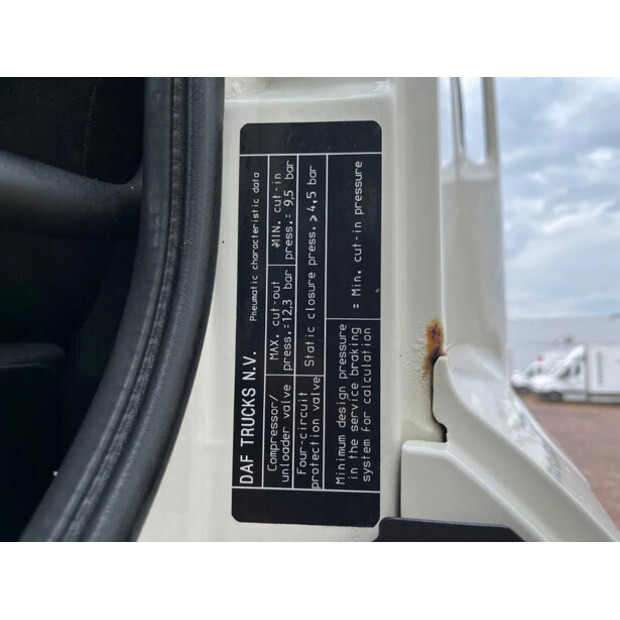 DAF TRUCKS N.V. Pneumatic characteristic data
Compressor/ MAX. cut-out MIN. cut-in
unloader valve press.=12,3 bar press.= 9,5 bar
Four-circuit Static closure press. > 4,5 bar
protection valve
Minimum design pressure
in the service braking = Min. cut-in pressure
system for calculation